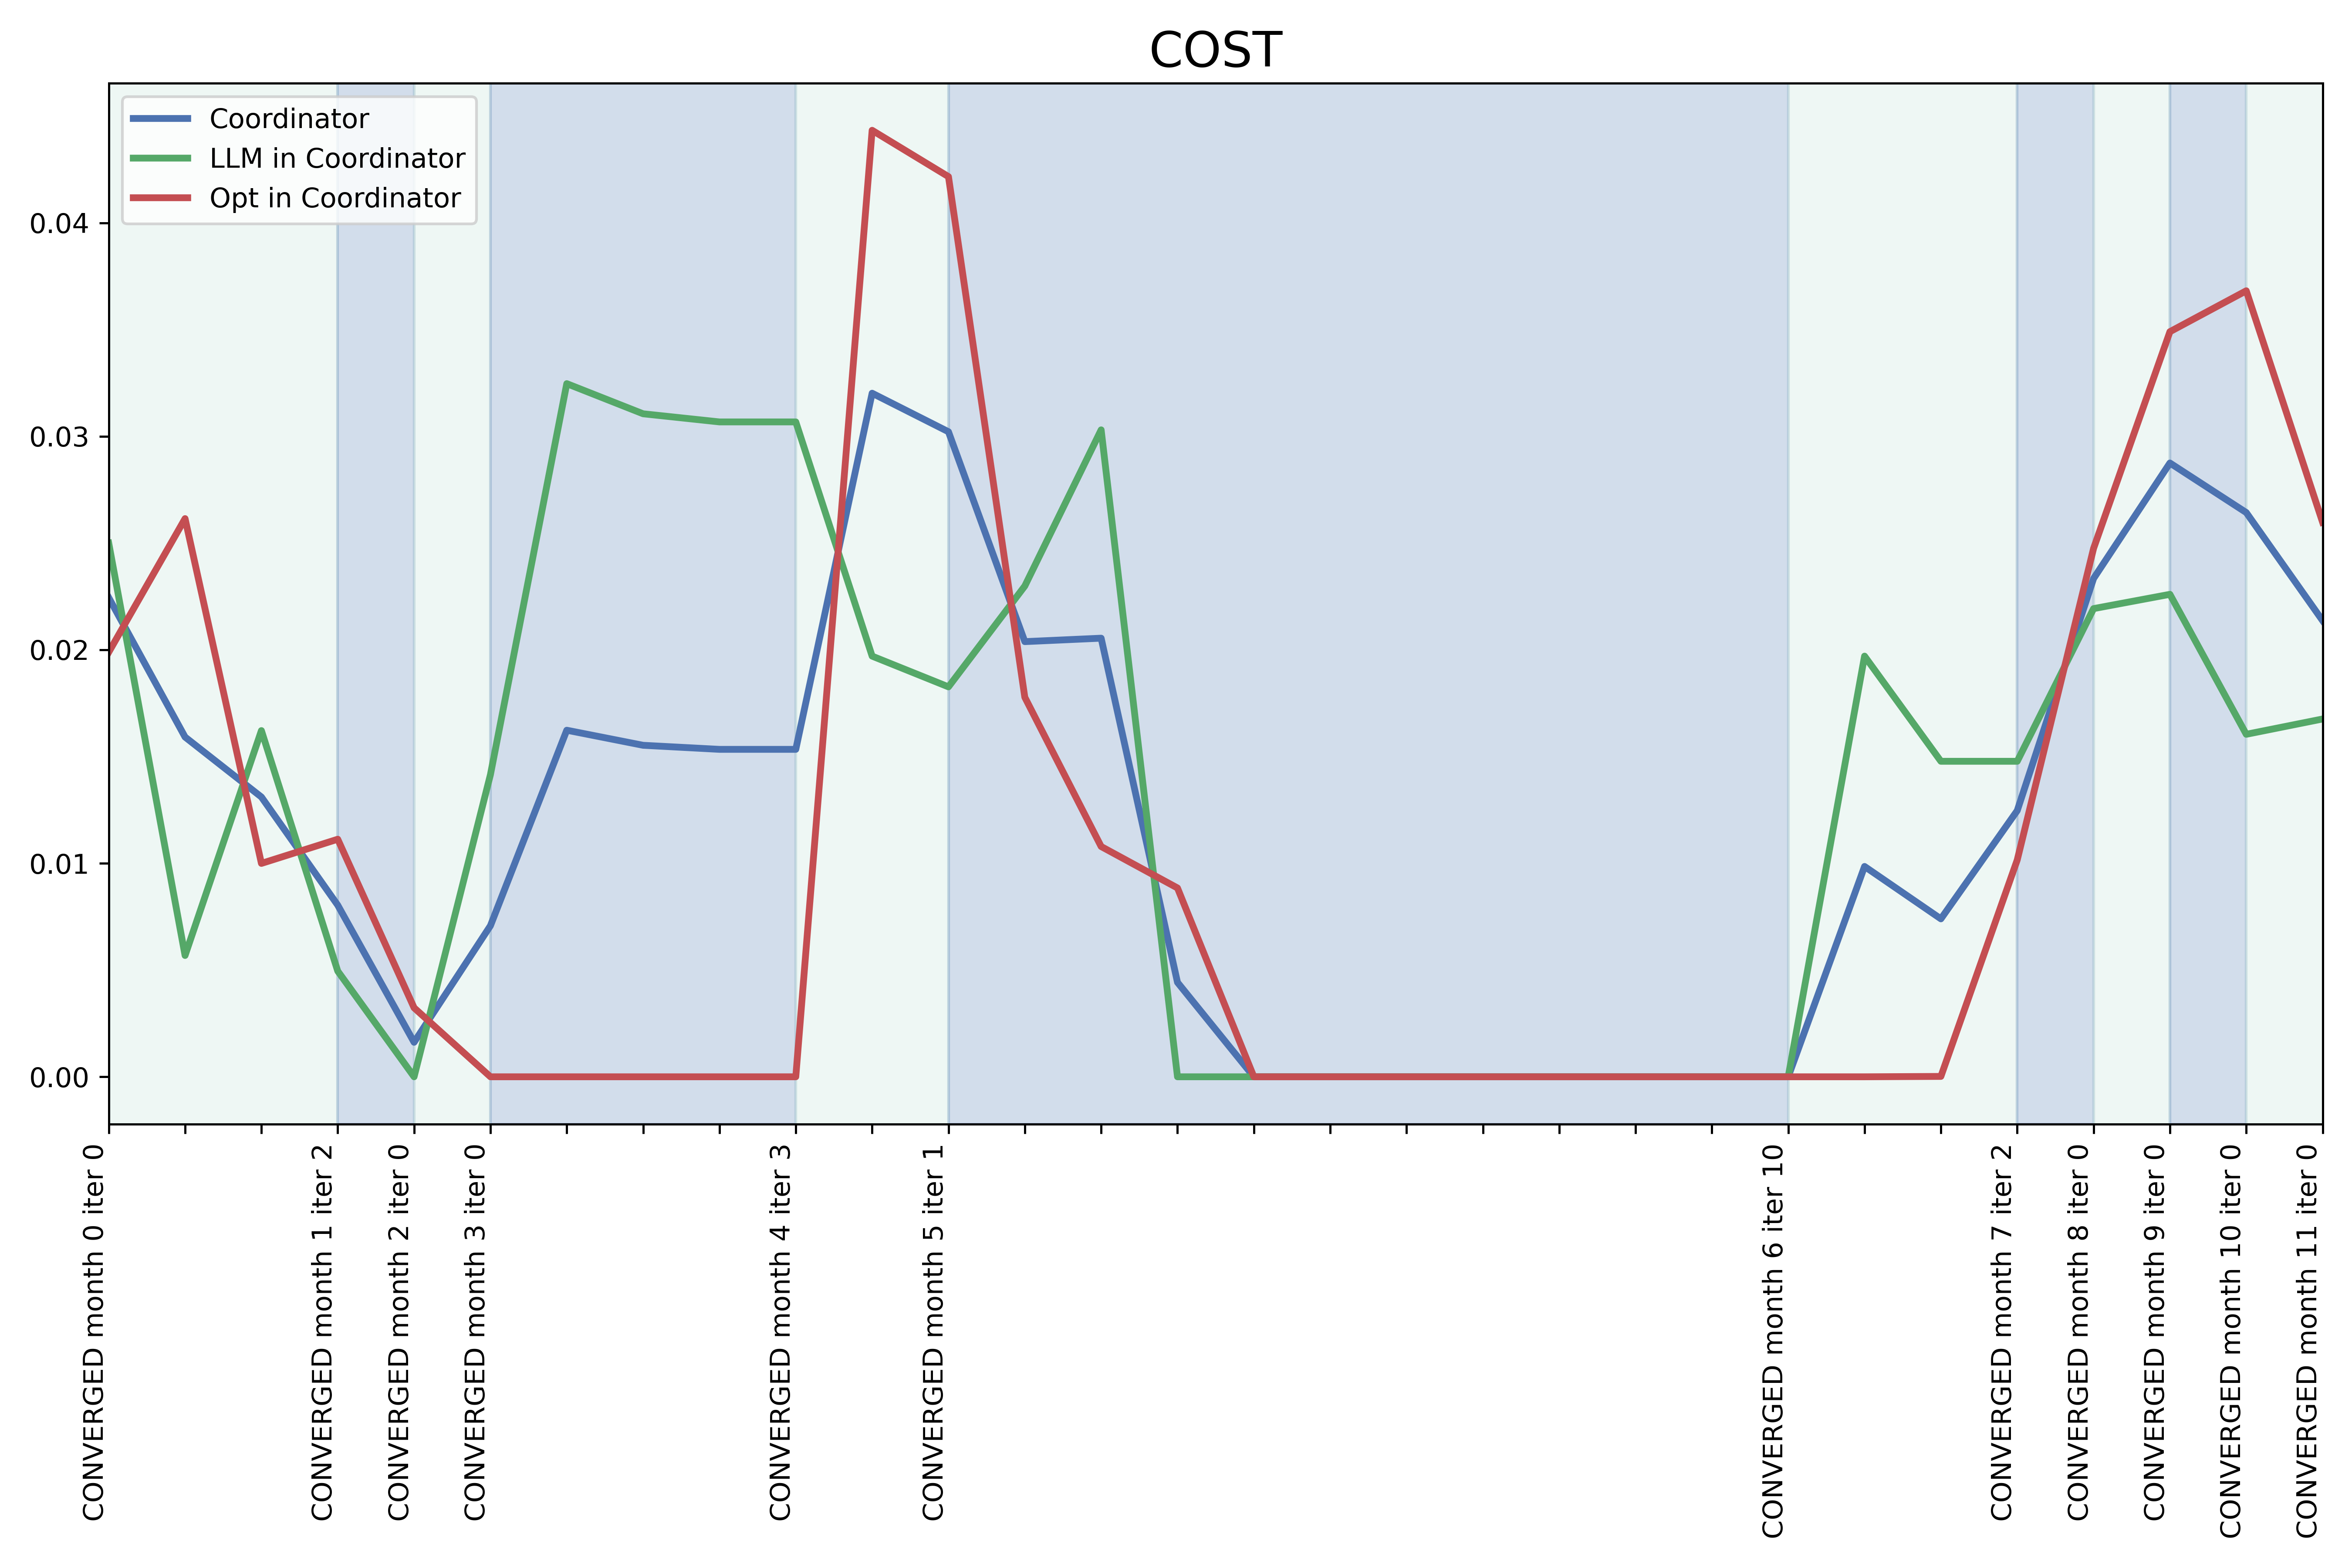 COST
Coordinator
LLM in Coordinator
Opt in Coordinator
0.04
0.03
0.02
0.01
0.00
CONVERGED month 0 iter 0
CONVERGED month 1 iter 2
CONVERGED month 2 iter 0
CONVERGED month 3 iter 0
CONVERGED month 4 iter 3
CONVERGED month 5 iter 1
CONVERGED month 6 iter 10
CONVERGED month 7 iter 2
CONVERGED month 8 iter 0
CONVERGED month 9 iter 0
CONVERGED month 10 iter 0
CONVERGED month 11 iter 0